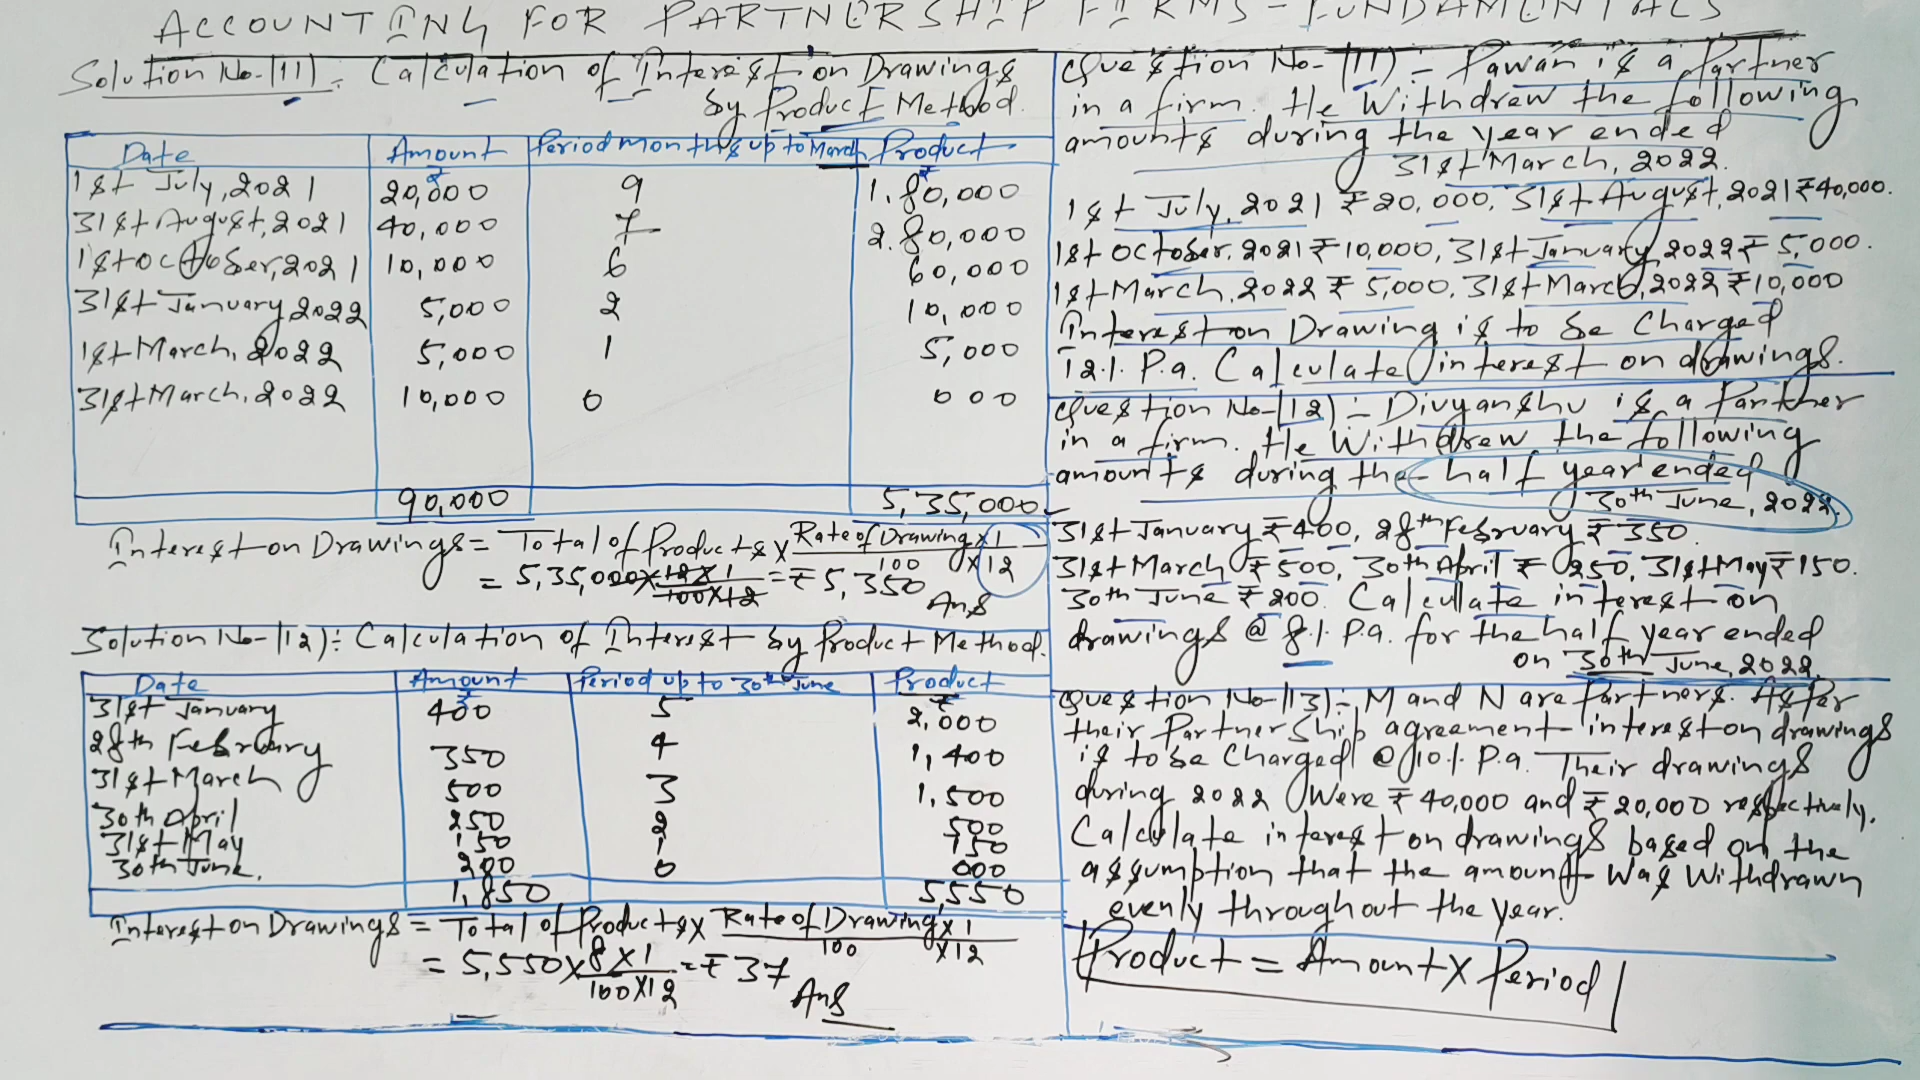 ACCOUNTING FOR PARTNERSHIP FIRMS - FUNDAMENTALS
Solution No-(11) : Calculation of Interest on Drawings
by Product Method.
Date Amount Period months up to March Product
₹ ₹
1st July, 2021 20,000 9 1,80,000
31st August, 2021 40,000 7 2,80,000
1st October, 2021 10,000 6 60,000
31st January 2022 5,000 2 10,000
1st March, 2022 5,000 1 5,000
31st March, 2022 10,000 0 000
90,000 5,35,000
Interest on Drawings = Total of Products x Rate of Drawing x 1
100 x 12
= 5,35,000 x 12 x 1 = ₹ 5,350
100 x 12
Ans
Solution No-(12) : Calculation of Interest by Product Method.
Date Amount Period up to 30th June Product
₹ ₹
31st January 400 5 2,000
28th February 350 4 1,400
31st March 500 3 1,500
30th April 250 2 500
31st May 150 1 150
30th June. 200 0 000
1,850 5,550
Interest on Drawings = Total of Products x Rate of Drawing x 1
100 x 12
= 5,550 x 8 x 1 = ₹ 37
100 x 12
Ans
Question No-(11) :- Pawan is a Partner
in a firm. He Withdrew the following
amounts during the year ended
31st March, 2022.
1st July, 2021 ₹ 20,000, 31st August, 2021 ₹ 40,000.
1st October, 2021 ₹ 10,000, 31st January, 2022 ₹ 5,000.
1st March, 2022 ₹ 5,000, 31st March, 2022 ₹ 10,000
Interest on Drawing is to be Charged
12% P.a. Calculate interest on drawings.
Question No-(12) :- Divyanshu is a Partner
in a firm. He Withdrew the following
amounts during the half year ended
30th June, 2022.
31st January ₹ 400, 28th February ₹ 350.
31st March ₹ 500, 30th April ₹ 250, 31st May ₹ 150.
30th June ₹ 200. Calculate interest on
drawings @ 8% P.a. for the half year ended
on 30th June, 2022.
Question No-(13) :- M and N are Partners. As Per
their Partnership agreement interest on drawings
is to be Charged @ 10% P.a. Their drawings
during 2022 Were ₹ 40,000 and ₹ 20,000 respectively.
Calculate interest on drawings based on the
assumption that the amount Was Withdrawn
evenly throughout the year.
Product = Amount x Period